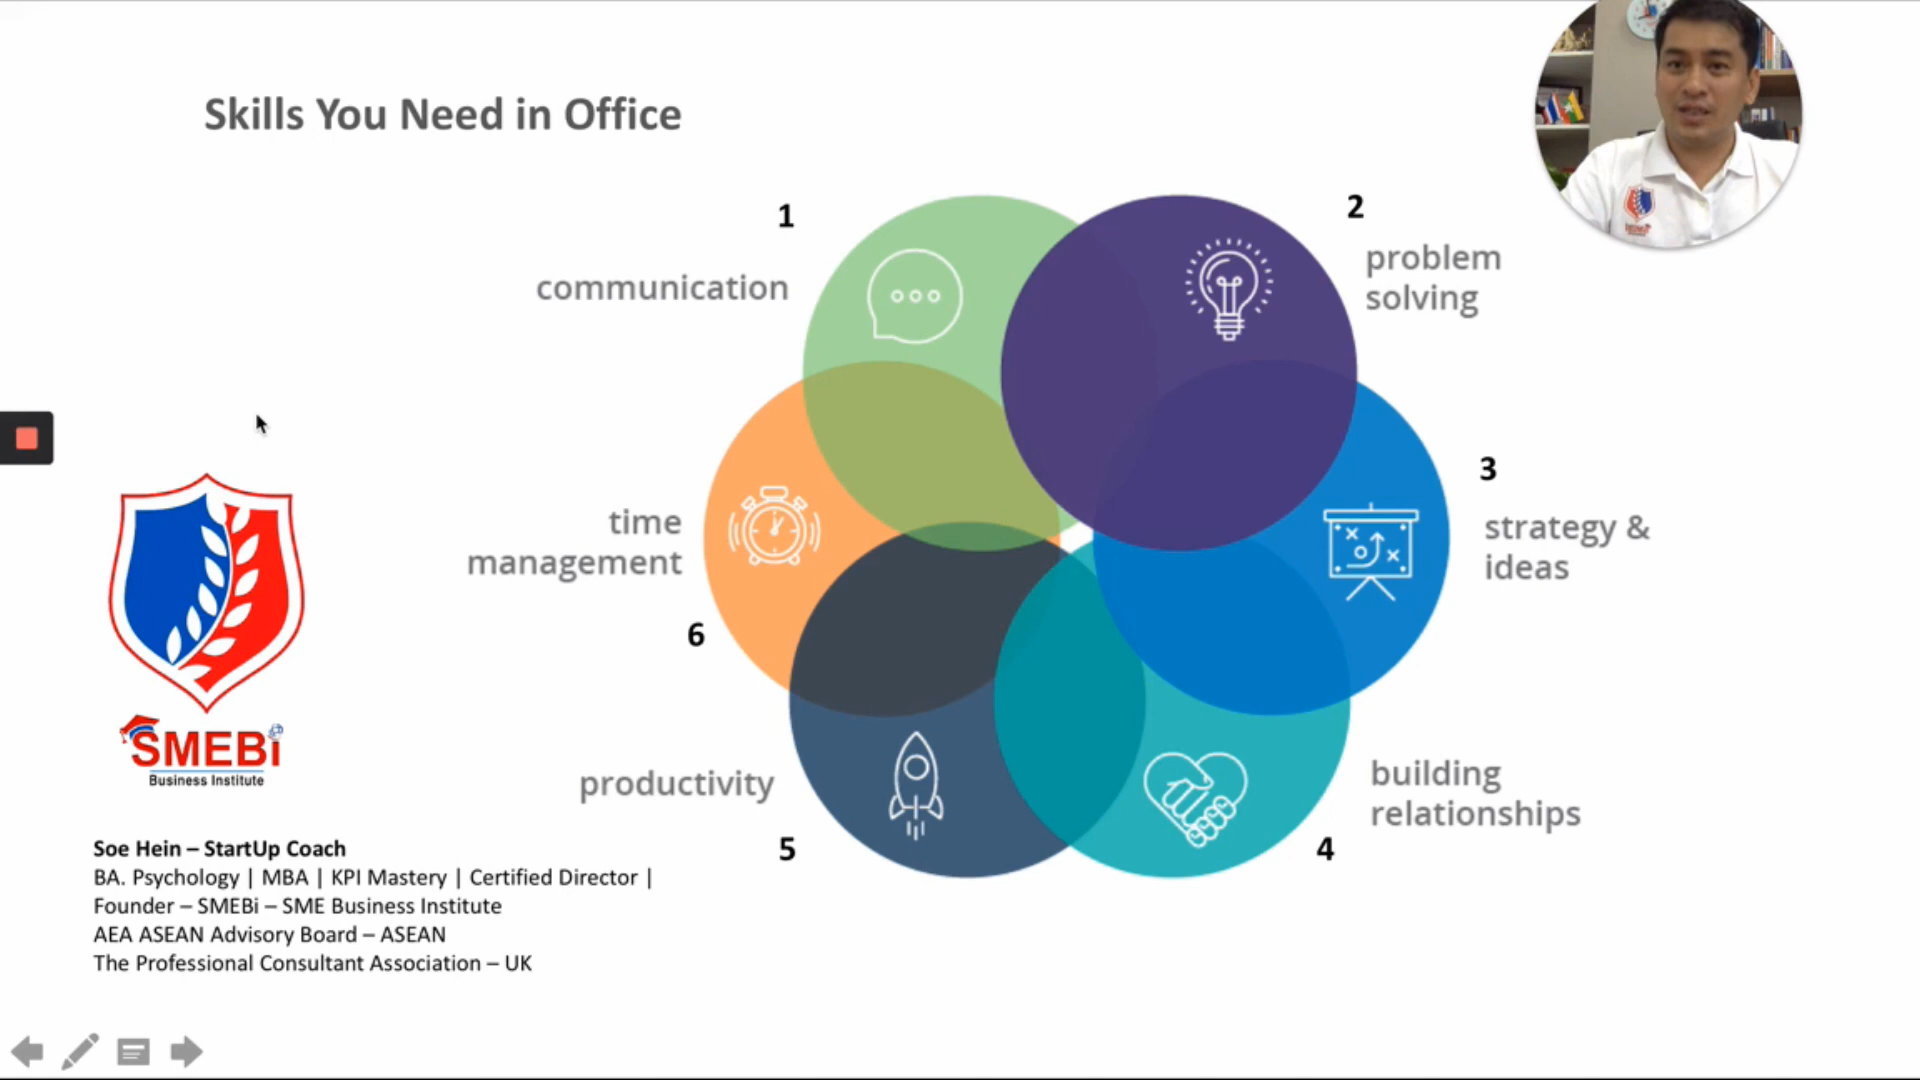 Skills You Need in Office
1
communication
2
problem
solving
3
strategy &
ideas
time
management
6
building
relationships
4
productivity
5
SMEBi
Business Institute
Soe Hein – StartUp Coach
BA. Psychology | MBA | KPI Mastery | Certified Director |
Founder – SMEBi – SME Business Institute
AEA ASEAN Advisory Board – ASEAN
The Professional Consultant Association – UK